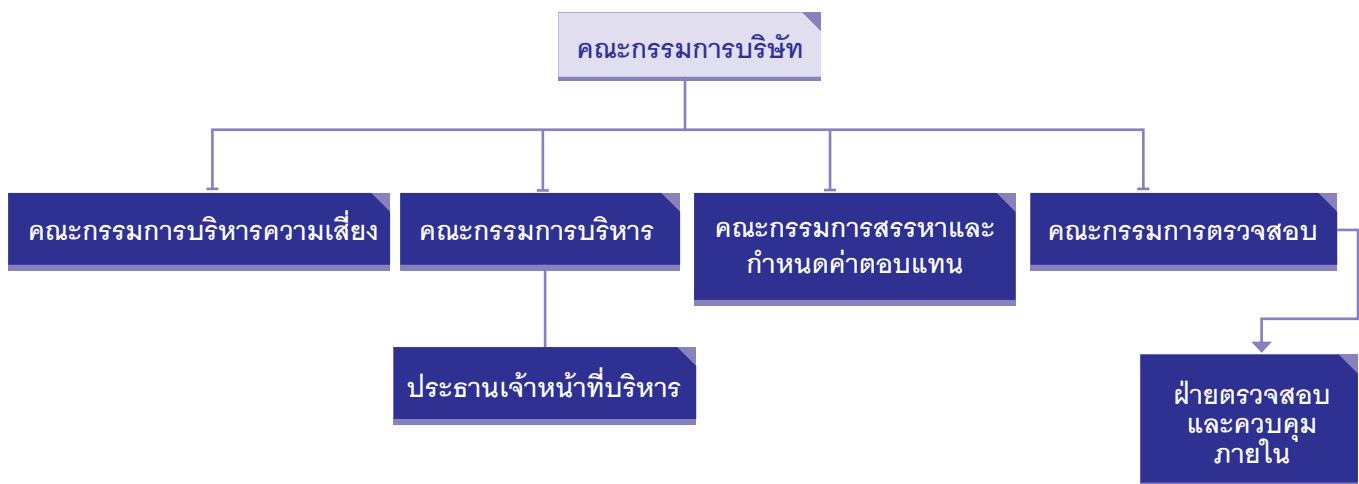 คณะกรรมการบริษัท
คณะกรรมการบริหารความเสี่ยง
คณะกรรมการบริหาร
คณะกรรมการสรรหาและ
กำหนดค่าตอบแทน
คณะกรรมการตรวจสอบ
ประธานเจ้าหน้าที่บริหาร
ฝ่ายตรวจสอบ
และควบคุม
ภายใน